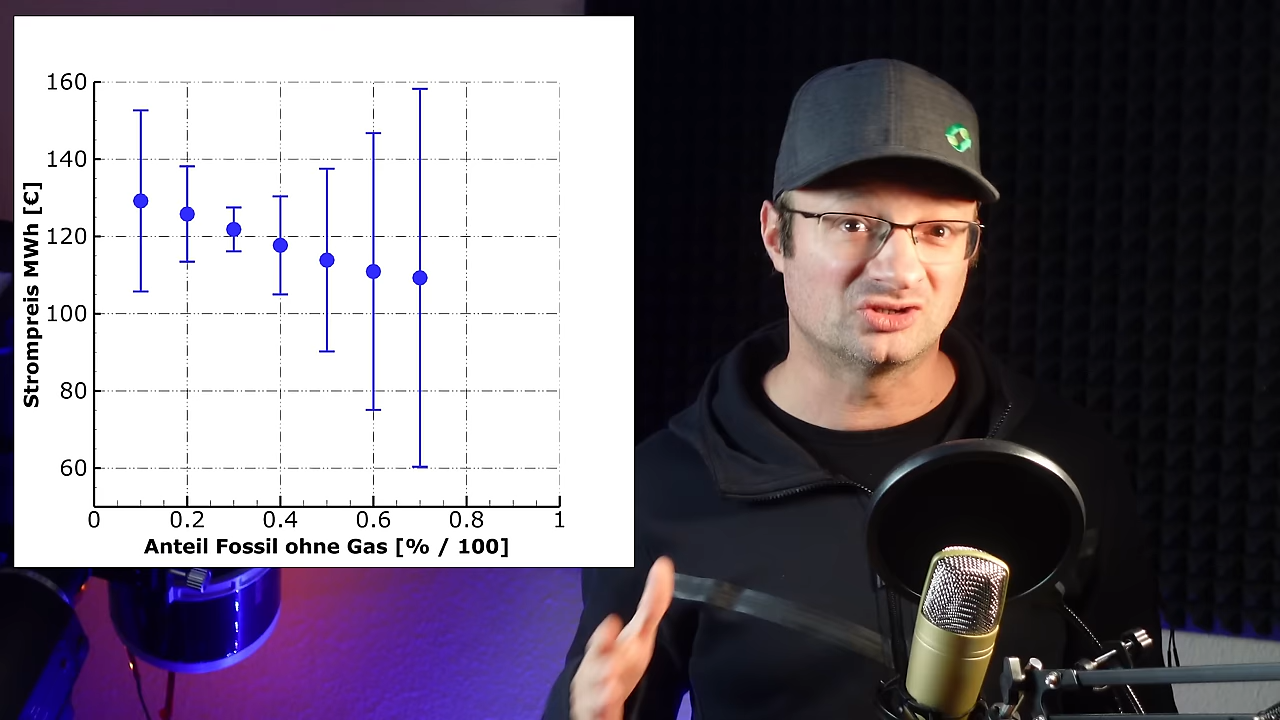 160
140
120
100
80
60
Strompreis MWh [€]
0 0.2 0.4 0.6 0.8 1
Anteil Fossil ohne Gas [% / 100]